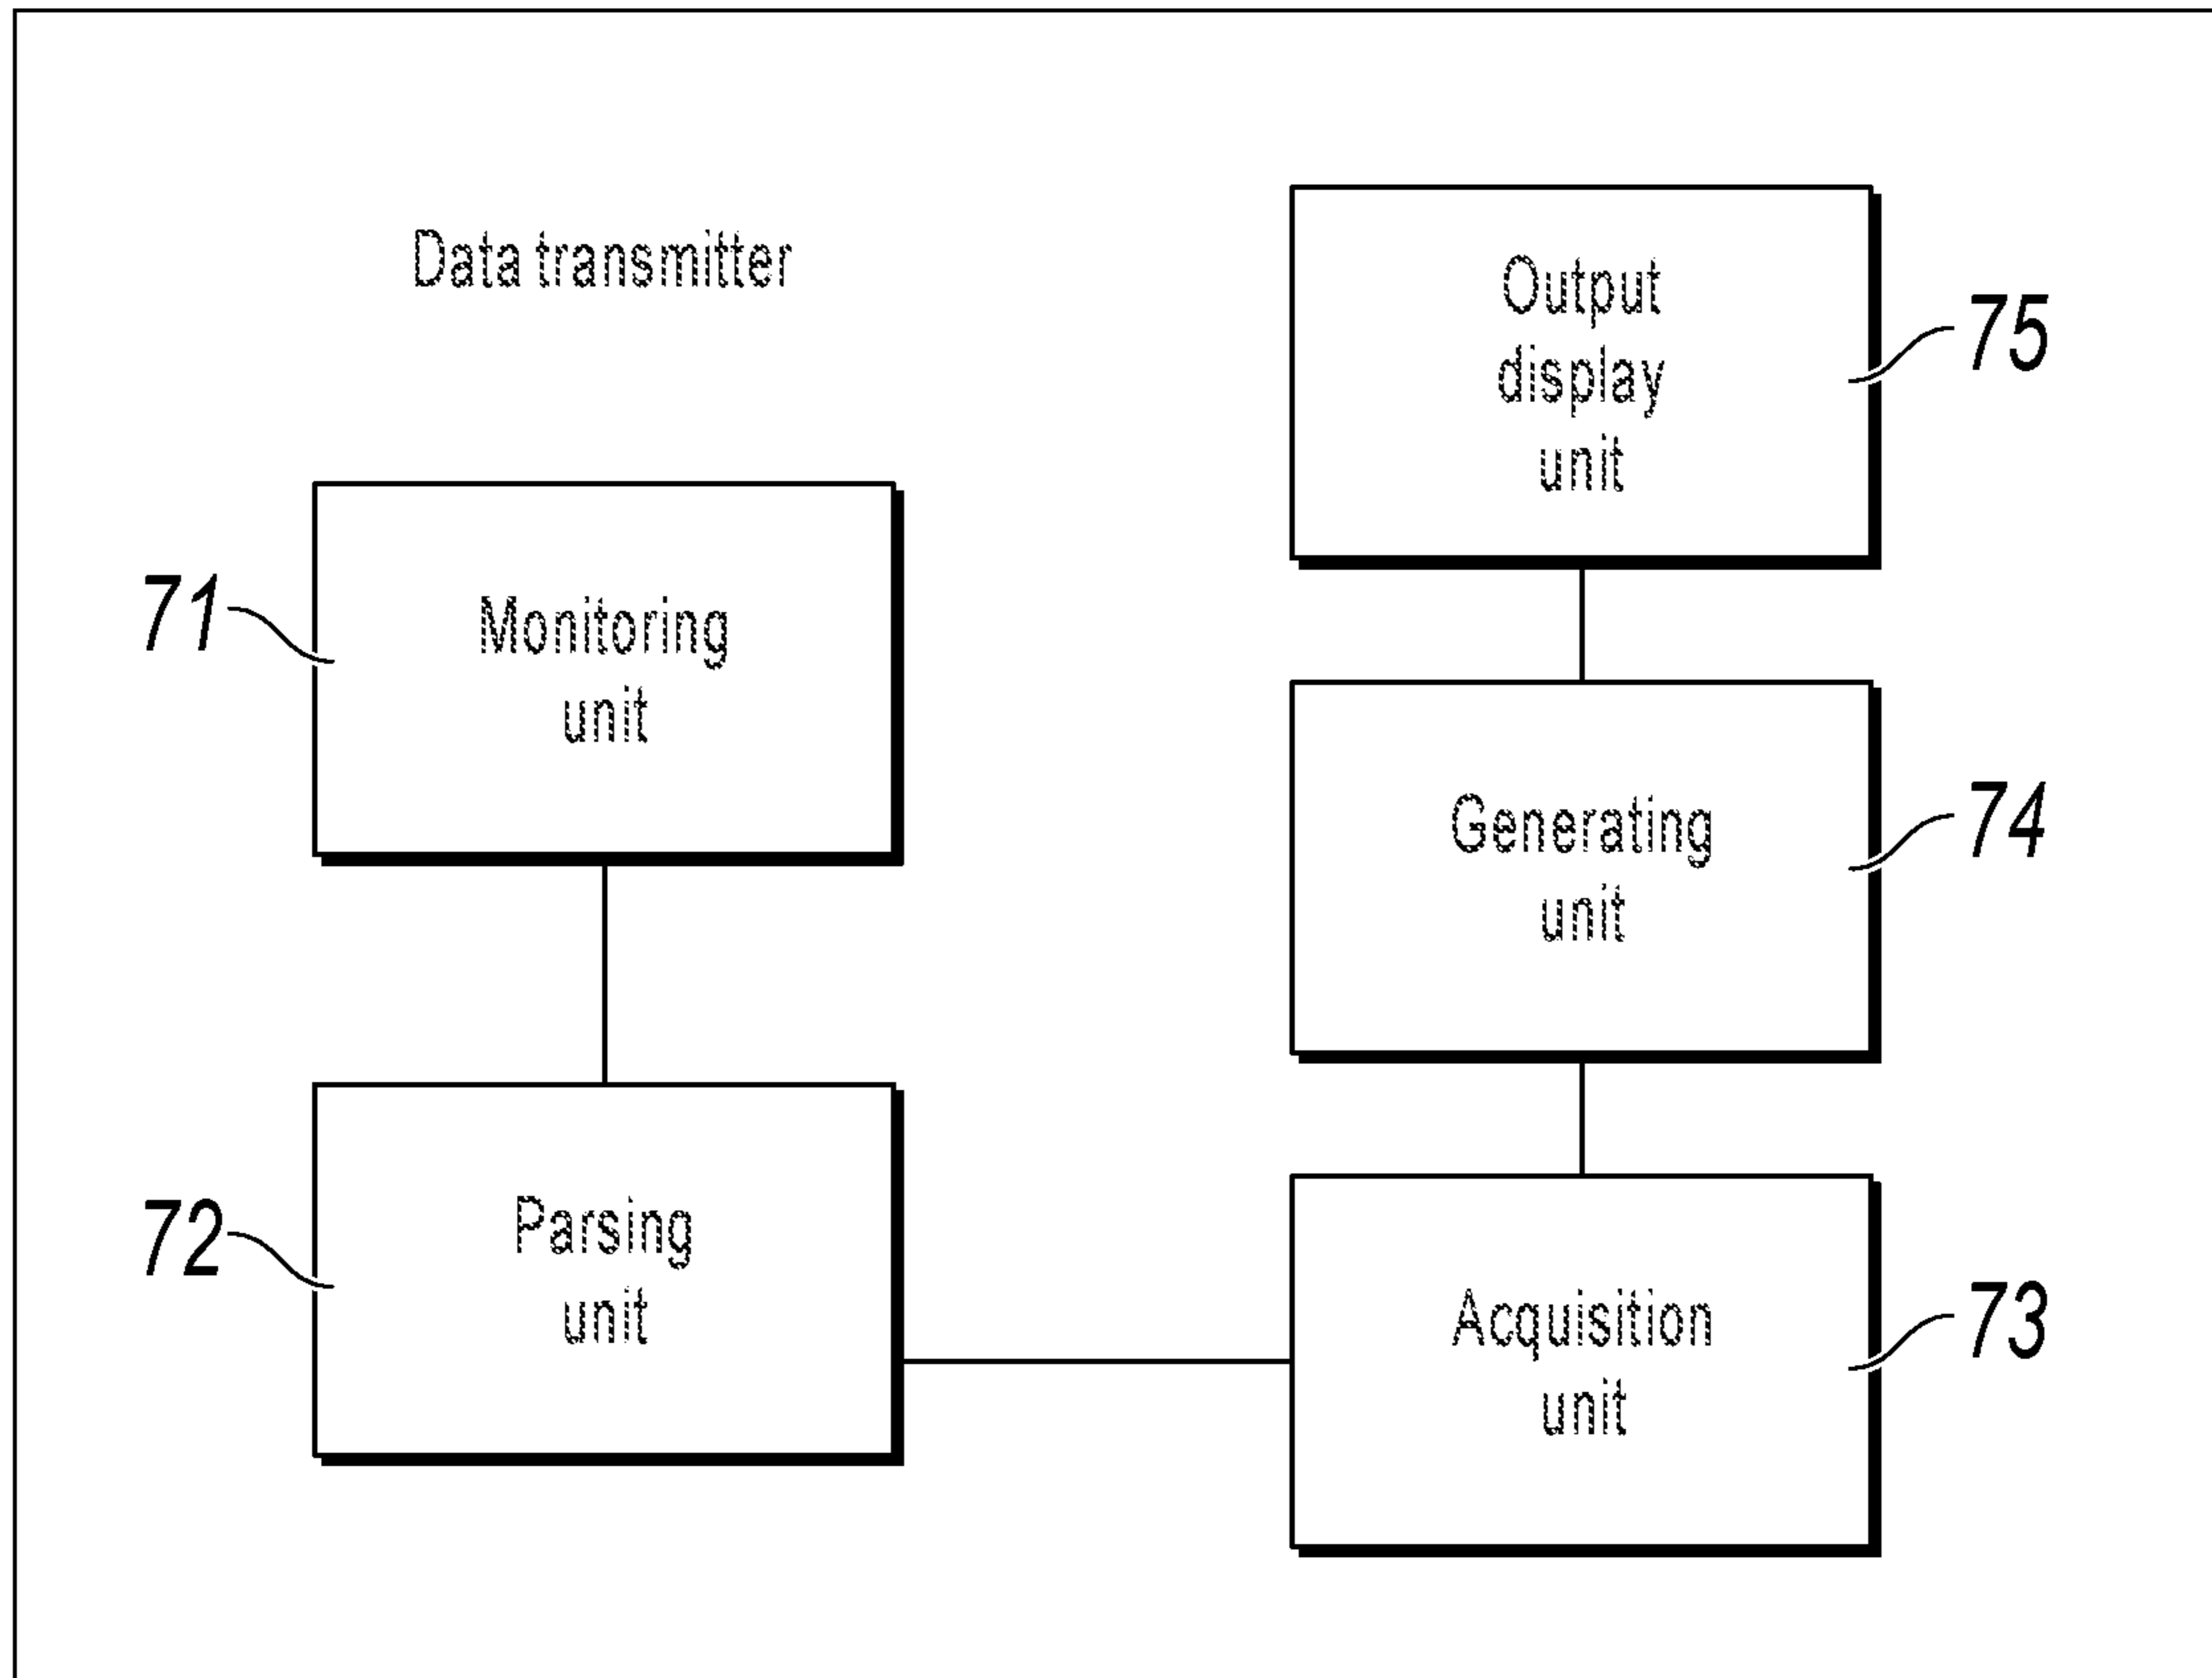 Data transmitter
71
Monitoring
unit
72
Parsing
unit
Output
display
unit
75
Generating
unit
74
Acquisition
unit
73